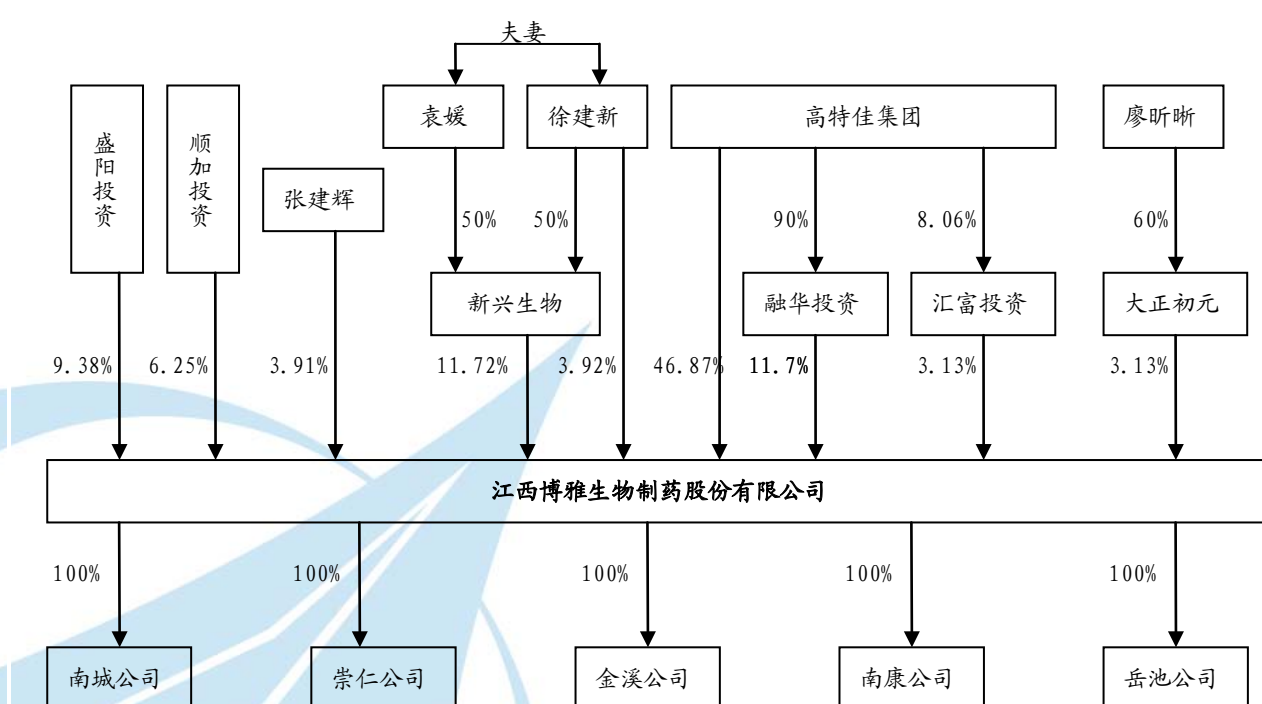 夫妻
盛阳投资
顺加投资
张建辉
袁媛
徐建新
高特佳集团
廖昕晰
50%
50%
90%
8.06%
60%
新兴生物
融华投资
汇富投资
大正初元
9.38%
6.25%
3.91%
11.72%
3.92%
46.87%
11.7%
3.13%
3.13%
江西博雅生物制药股份有限公司
100%
100%
100%
100%
100%
南城公司
崇仁公司
金溪公司
南康公司
岳池公司